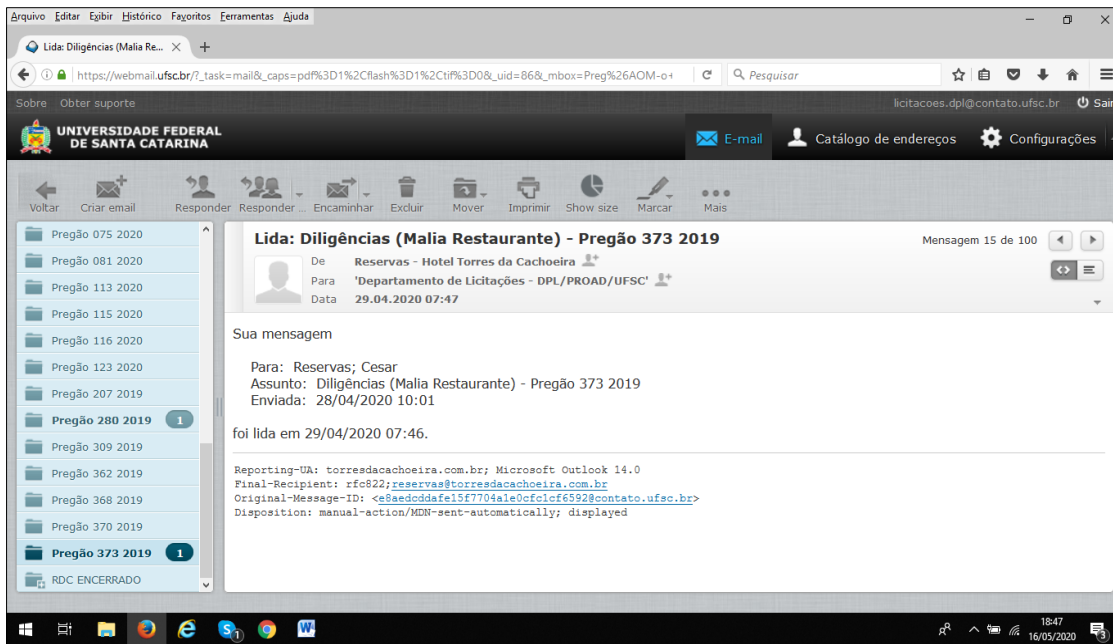 Arquivo Editar Exibir Histórico Favoritos Ferramentas Ajuda
Lida: Diligências (Malia Re...
https://webmail.ufsc.br/?_task=mail&_caps=pdf%3D1%2Cflash%3D1%2Ctif%3D0&_uid=86&_mbox=Preg%26AOM-o+
Pesquisar
Sobre Obter suporte
licitacoes.dpl@contato.ufsc.br Sair
UNIVERSIDADE FEDERAL
DE SANTA CATARINA
E-mail Catálogo de endereços Configurações
Voltar Criar email Responder Responder ... Encaminhar Excluir Mover Imprimir Show size Marcar Mais
Pregão 075 2020
Pregão 081 2020
Pregão 113 2020
Pregão 115 2020
Pregão 116 2020
Pregão 123 2020
Pregão 207 2019
Pregão 280 2019 1
Pregão 309 2019
Pregão 362 2019
Pregão 368 2019
Pregão 370 2019
Pregão 373 2019 1
RDC ENCERRADO
Lida: Diligências (Malia Restaurante) - Pregão 373 2019
Mensagem 15 de 100
De Reservas - Hotel Torres da Cachoeira
Para 'Departamento de Licitações - DPL/PROAD/UFSC'
Data 29.04.2020 07:47
Sua mensagem
Para: Reservas; Cesar
Assunto: Diligências (Malia Restaurante) - Pregão 373 2019
Enviada: 28/04/2020 10:01
foi lida em 29/04/2020 07:46.
Reporting-UA: torresdacachoeira.com.br; Microsoft Outlook 14.0
Final-Recipient: rfc822;reservas@torresdacachoeira.com.br
Original-Message-ID: <e8aedcddafe15f7704a1e0cfc1cf6592@contato.ufsc.br>
Disposition: manual-action/MDN-sent-automatically; displayed
18:47
16/05/2020